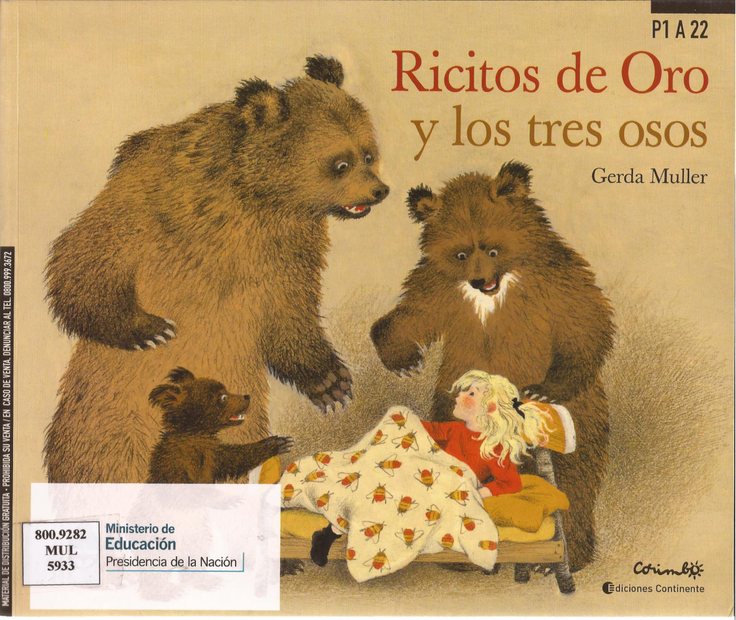 P1 A 22
Ricitos de Oro
y los tres osos
Gerda Muller
MATERIAL DE DISTRIBUCIÓN GRATUITA - PROHIBIDA SU VENTA / EN CASO DE VENTA, DENUNCIAR AL TEL. 0800.999.3672
800.9282
MUL
5933
Ministerio de
Educación
Presidencia de la Nación
Corimbo
Ediciones Continente